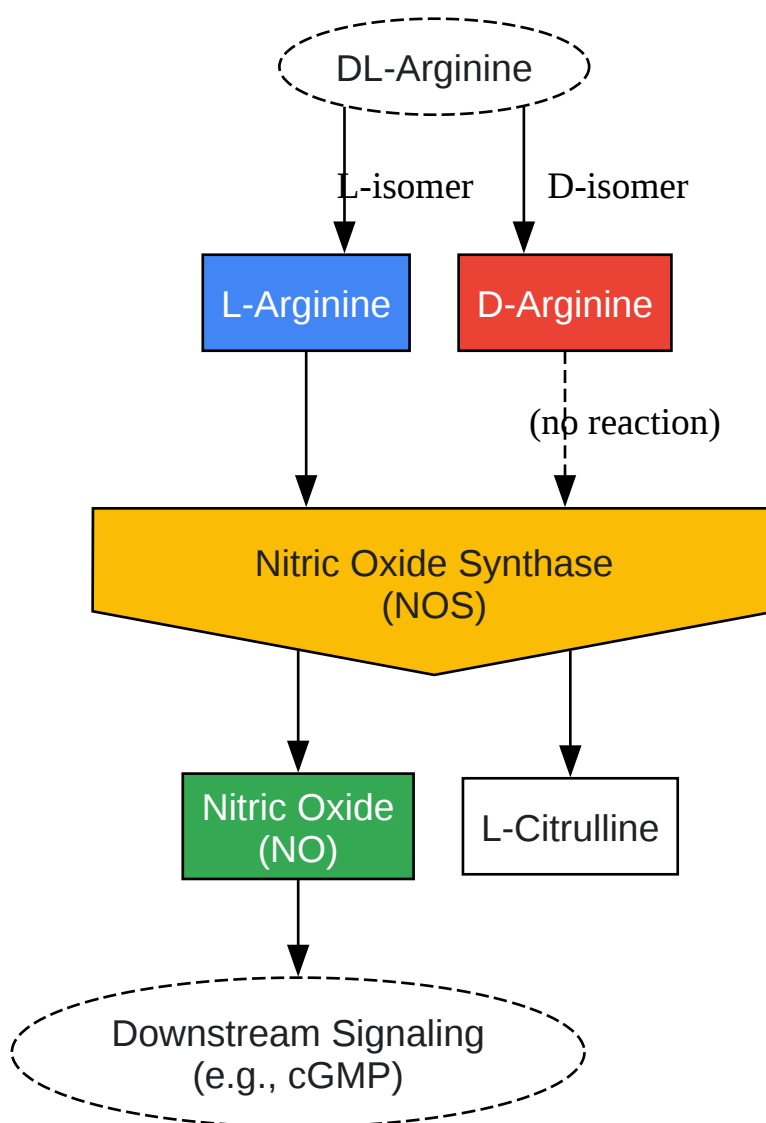 DL-Arginine
L-isomer
D-isomer
L-Arginine
D-Arginine
(no reaction)
Nitric Oxide Synthase
(NOS)
Nitric Oxide
(NO)
L-Citrulline
Downstream Signaling
(e.g., cGMP)